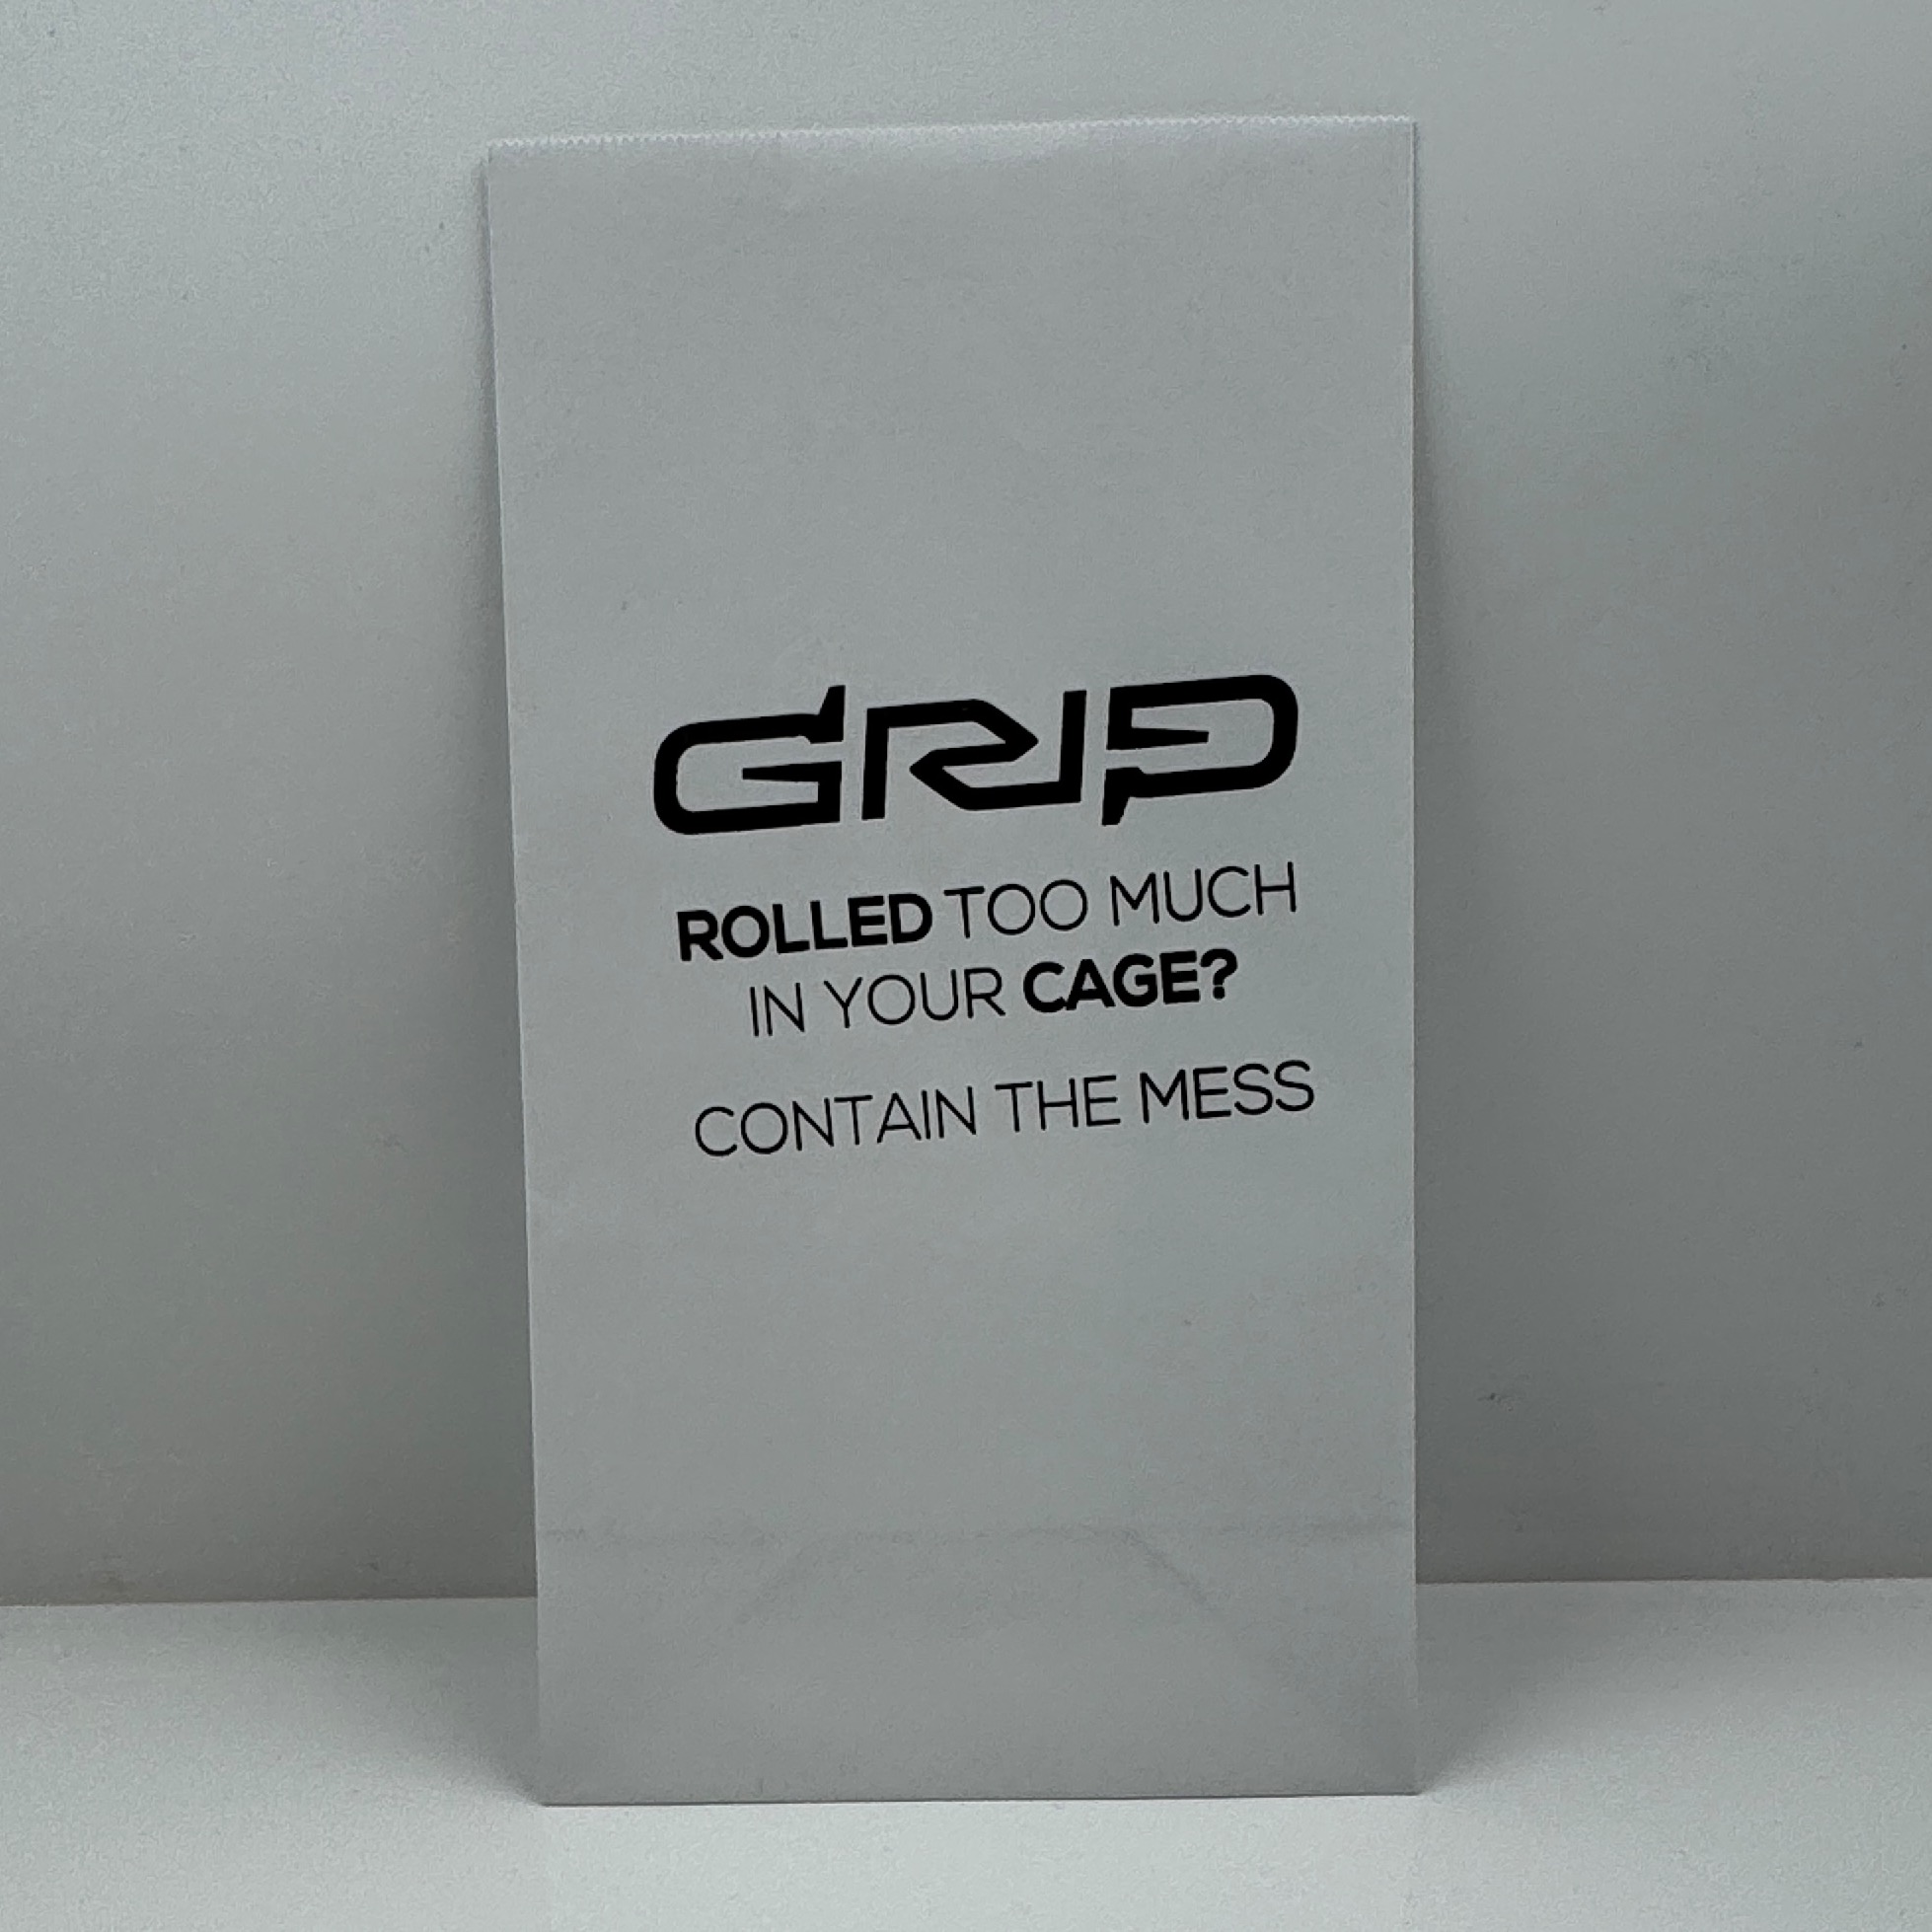 GRIP
ROLLED TOO MUCH
IN YOUR CAGE?
CONTAIN THE MESS